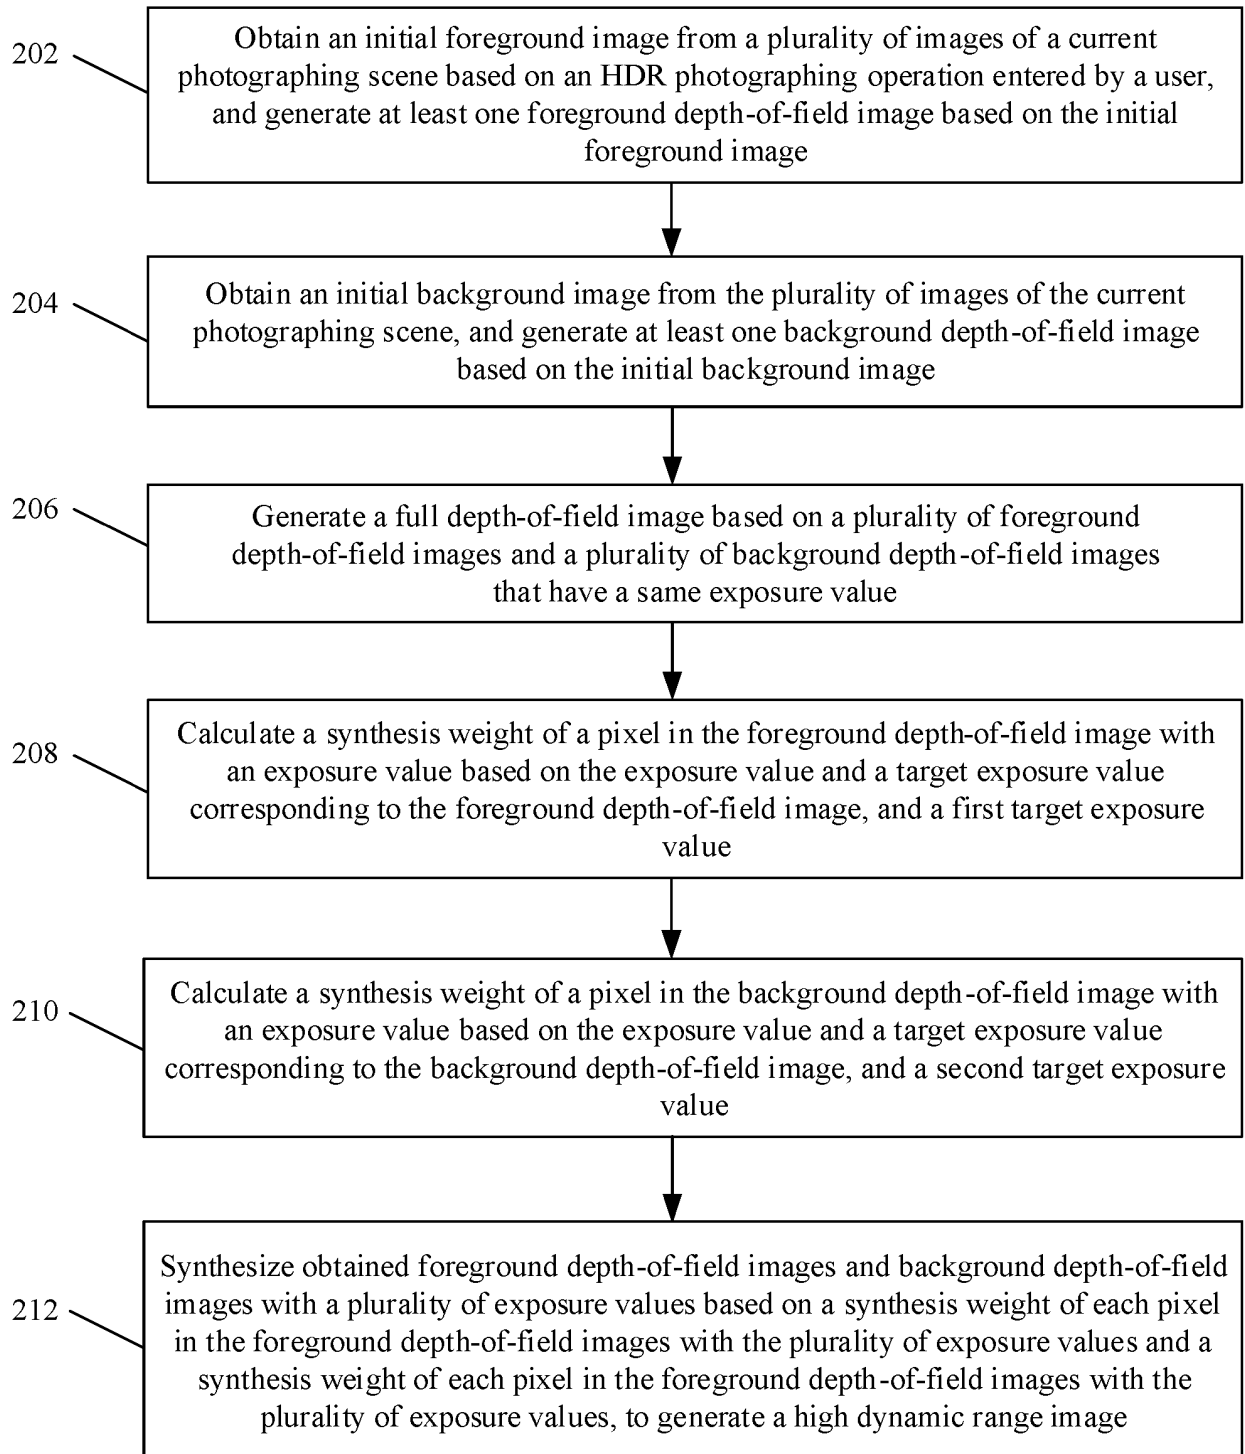 202
Obtain an initial foreground image from a plurality of images of a current
photographing scene based on an HDR photographing operation entered by a user,
and generate at least one foreground depth-of-field image based on the initial
foreground image
204
Obtain an initial background image from the plurality of images of the current
photographing scene, and generate at least one background depth-of-field image
based on the initial background image
206
Generate a full depth-of-field image based on a plurality of foreground
depth-of-field images and a plurality of background depth-of-field images
that have a same exposure value
208
Calculate a synthesis weight of a pixel in the foreground depth-of-field image with
an exposure value based on the exposure value and a target exposure value
corresponding to the foreground depth-of-field image, and a first target exposure
value
210
Calculate a synthesis weight of a pixel in the background depth-of-field image with
an exposure value based on the exposure value and a target exposure value
corresponding to the background depth-of-field image, and a second target exposure
value
212
Synthesize obtained foreground depth-of-field images and background depth-of-field
images with a plurality of exposure values based on a synthesis weight of each pixel
in the foreground depth-of-field images with the plurality of exposure values and a
synthesis weight of each pixel in the foreground depth-of-field images with the
plurality of exposure values, to generate a high dynamic range image